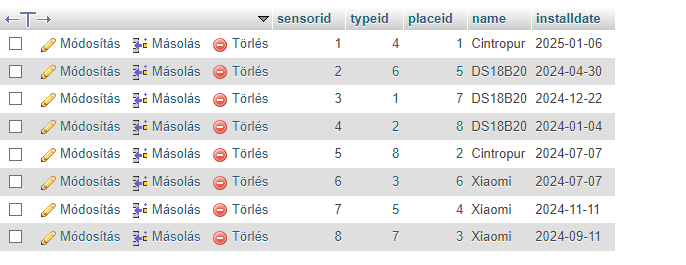 sensorid typeid placeid name installdate
Módosítás Másolás Törlés 1 4 1 Cintropur 2025-01-06
Módosítás Másolás Törlés 2 6 5 DS18B20 2024-04-30
Módosítás Másolás Törlés 3 1 7 DS18B20 2024-12-22
Módosítás Másolás Törlés 4 2 8 DS18B20 2024-01-04
Módosítás Másolás Törlés 5 8 2 Cintropur 2024-07-07
Módosítás Másolás Törlés 6 3 6 Xiaomi 2024-07-07
Módosítás Másolás Törlés 7 5 4 Xiaomi 2024-11-11
Módosítás Másolás Törlés 8 7 3 Xiaomi 2024-09-11